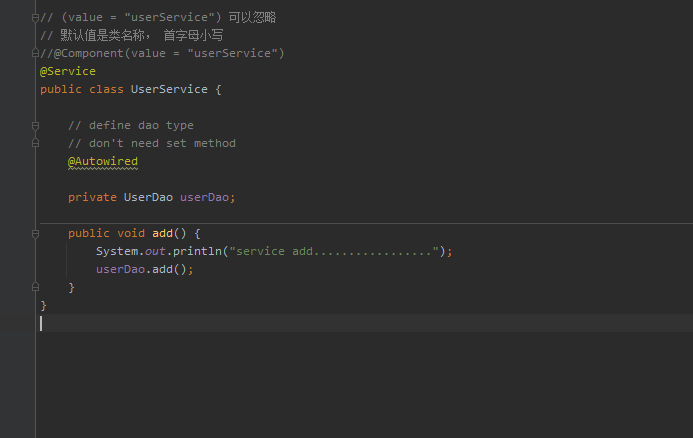 // (value = "userService") 可以忽略
// 默认值是类名称， 首字母小写
//@Component(value = "userService")
@Service
public class UserService {
// define dao type
// don't need set method
@Autowired
private UserDao userDao;
public void add() {
System.out.println("service add.................");
userDao.add();
}
}